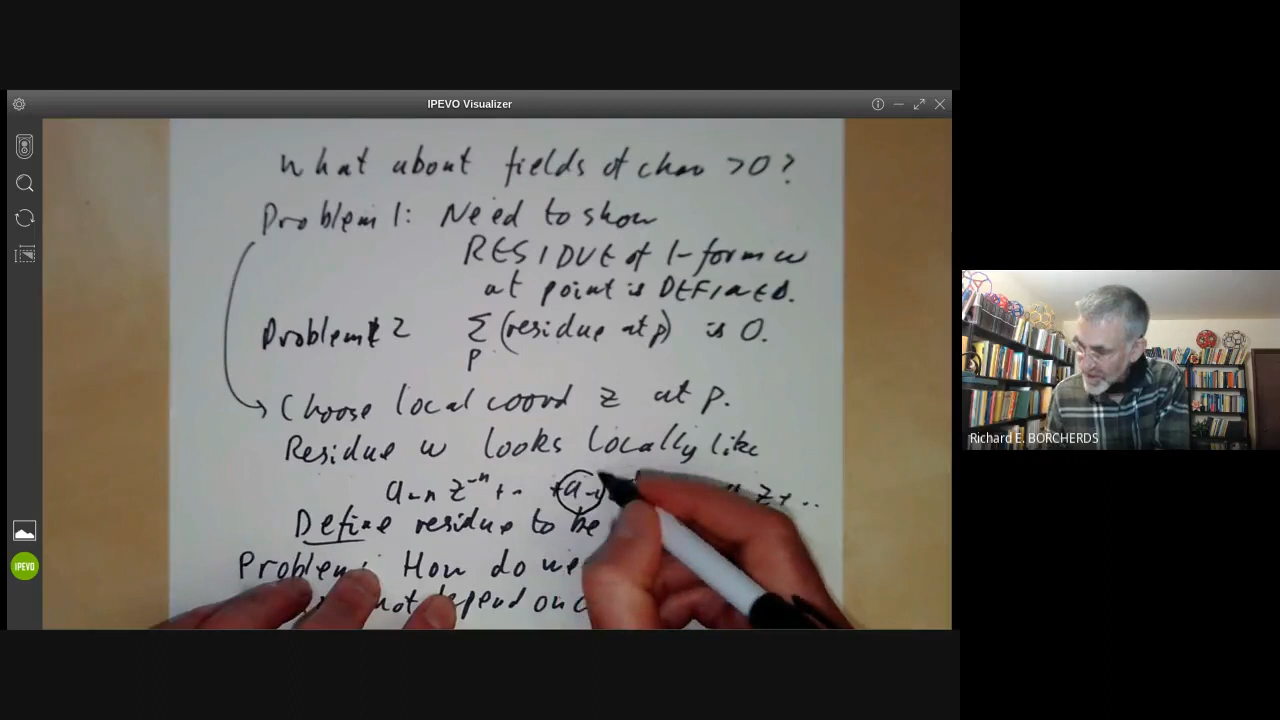 IPEVO Visualizer
What about fields of char >0?
Problem 1: Need to show
RESIDUE of 1-form ω
at point is DEFINED.
Problem 2 ∑ (residue at p) is 0.
p
Choose local coord z at p.
Residue ω looks locally like
a-n z^-n + .. + a-1 z + ..
Define residue to be
Problem: How do we
not depend on
IPEVO
Richard E. BORCHERDS